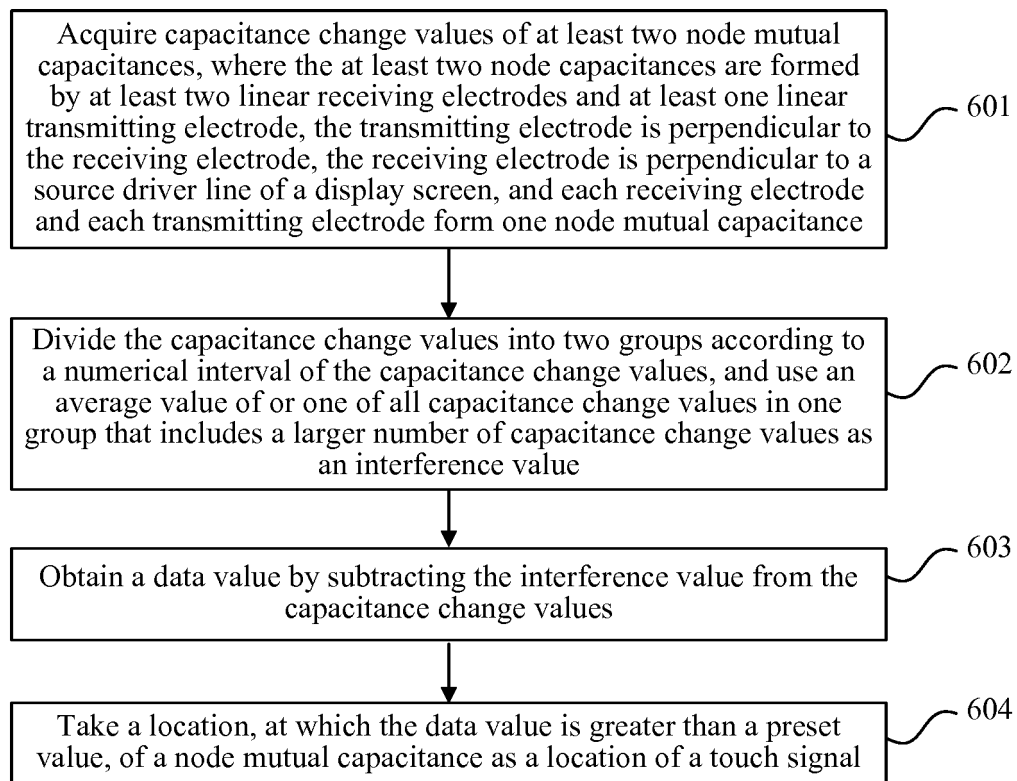 Acquire capacitance change values of at least two node mutual
capacitances, where the at least two node capacitances are formed
by at least two linear receiving electrodes and at least one linear
transmitting electrode, the transmitting electrode is perpendicular to
the receiving electrode, the receiving electrode is perpendicular to a
source driver line of a display screen, and each receiving electrode
and each transmitting electrode form one node mutual capacitance
601
Divide the capacitance change values into two groups according to
a numerical interval of the capacitance change values, and use an
average value of or one of all capacitance change values in one
group that includes a larger number of capacitance change values as
an interference value
602
Obtain a data value by subtracting the interference value from the
capacitance change values
603
Take a location, at which the data value is greater than a preset
value, of a node mutual capacitance as a location of a touch signal
604